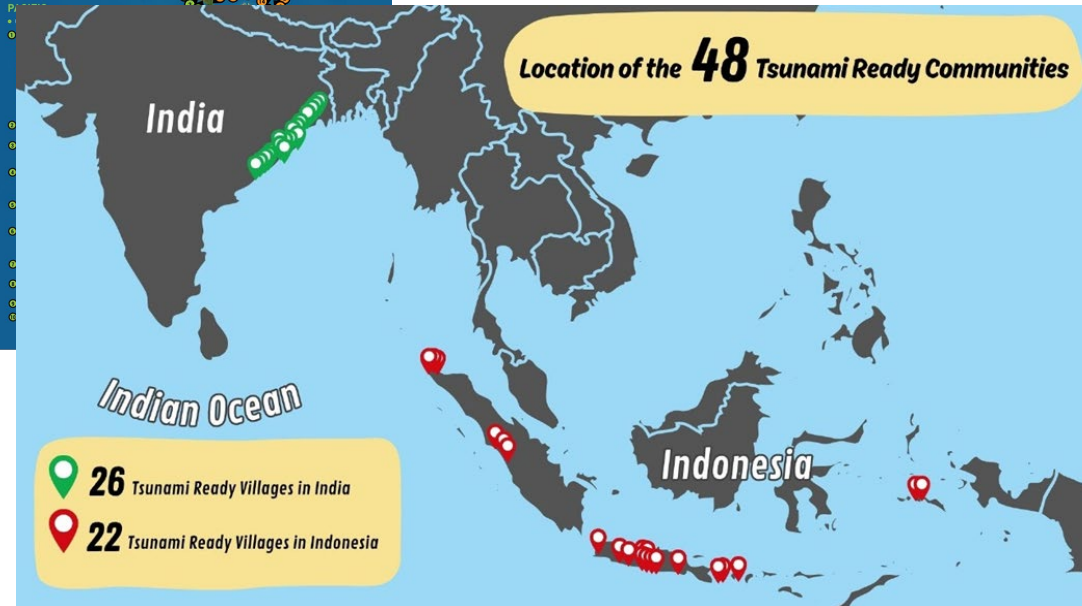 Location of the 48 Tsunami Ready Communities
India
Indian Ocean
Indonesia
26 Tsunami Ready Villages in India
22 Tsunami Ready Villages in Indonesia